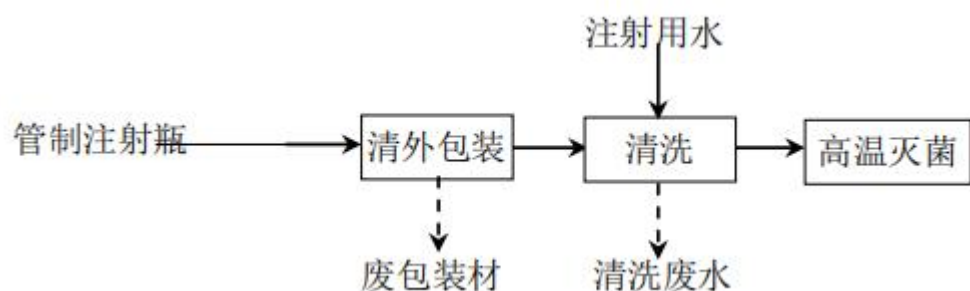 注射用水
管制注射瓶
清外包装
清洗
高温灭菌
废包装材
清洗废水